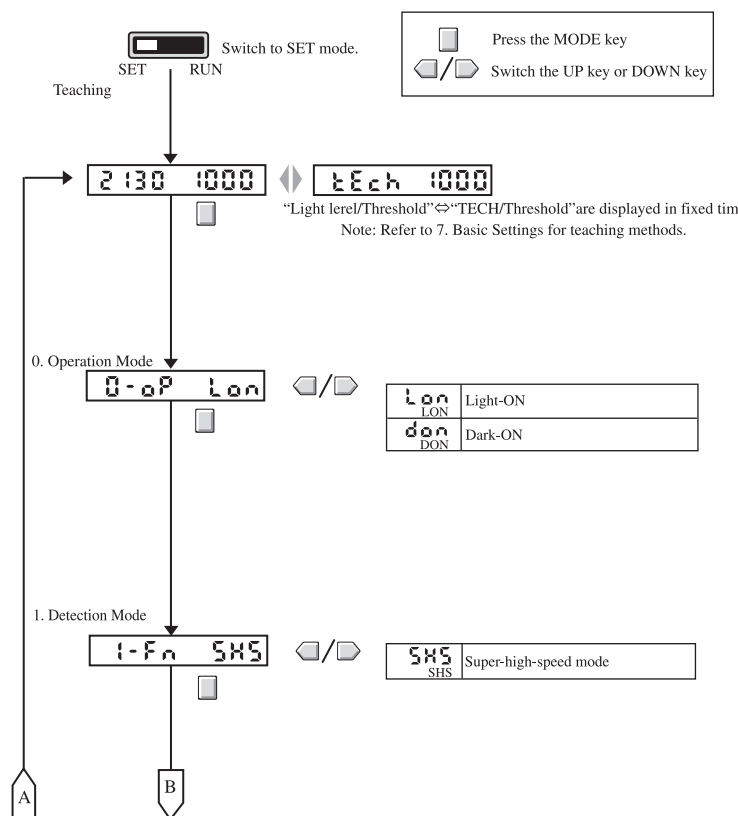 Switch to SET mode.
SET RUN
Press the MODE key
Switch the UP key or DOWN key
Teaching
2130 1000
tEch 1000
“Light lerel/Threshold”⇔“TECH/Threshold”are displayed in fixed tim
Note: Refer to 7. Basic Settings for teaching methods.
0. Operation Mode
0-oP Lon
Lon
LON
Light-ON
don
DON
Dark-ON
1. Detection Mode
1-Fn SHS
SHS
SHS
Super-high-speed mode
A
B